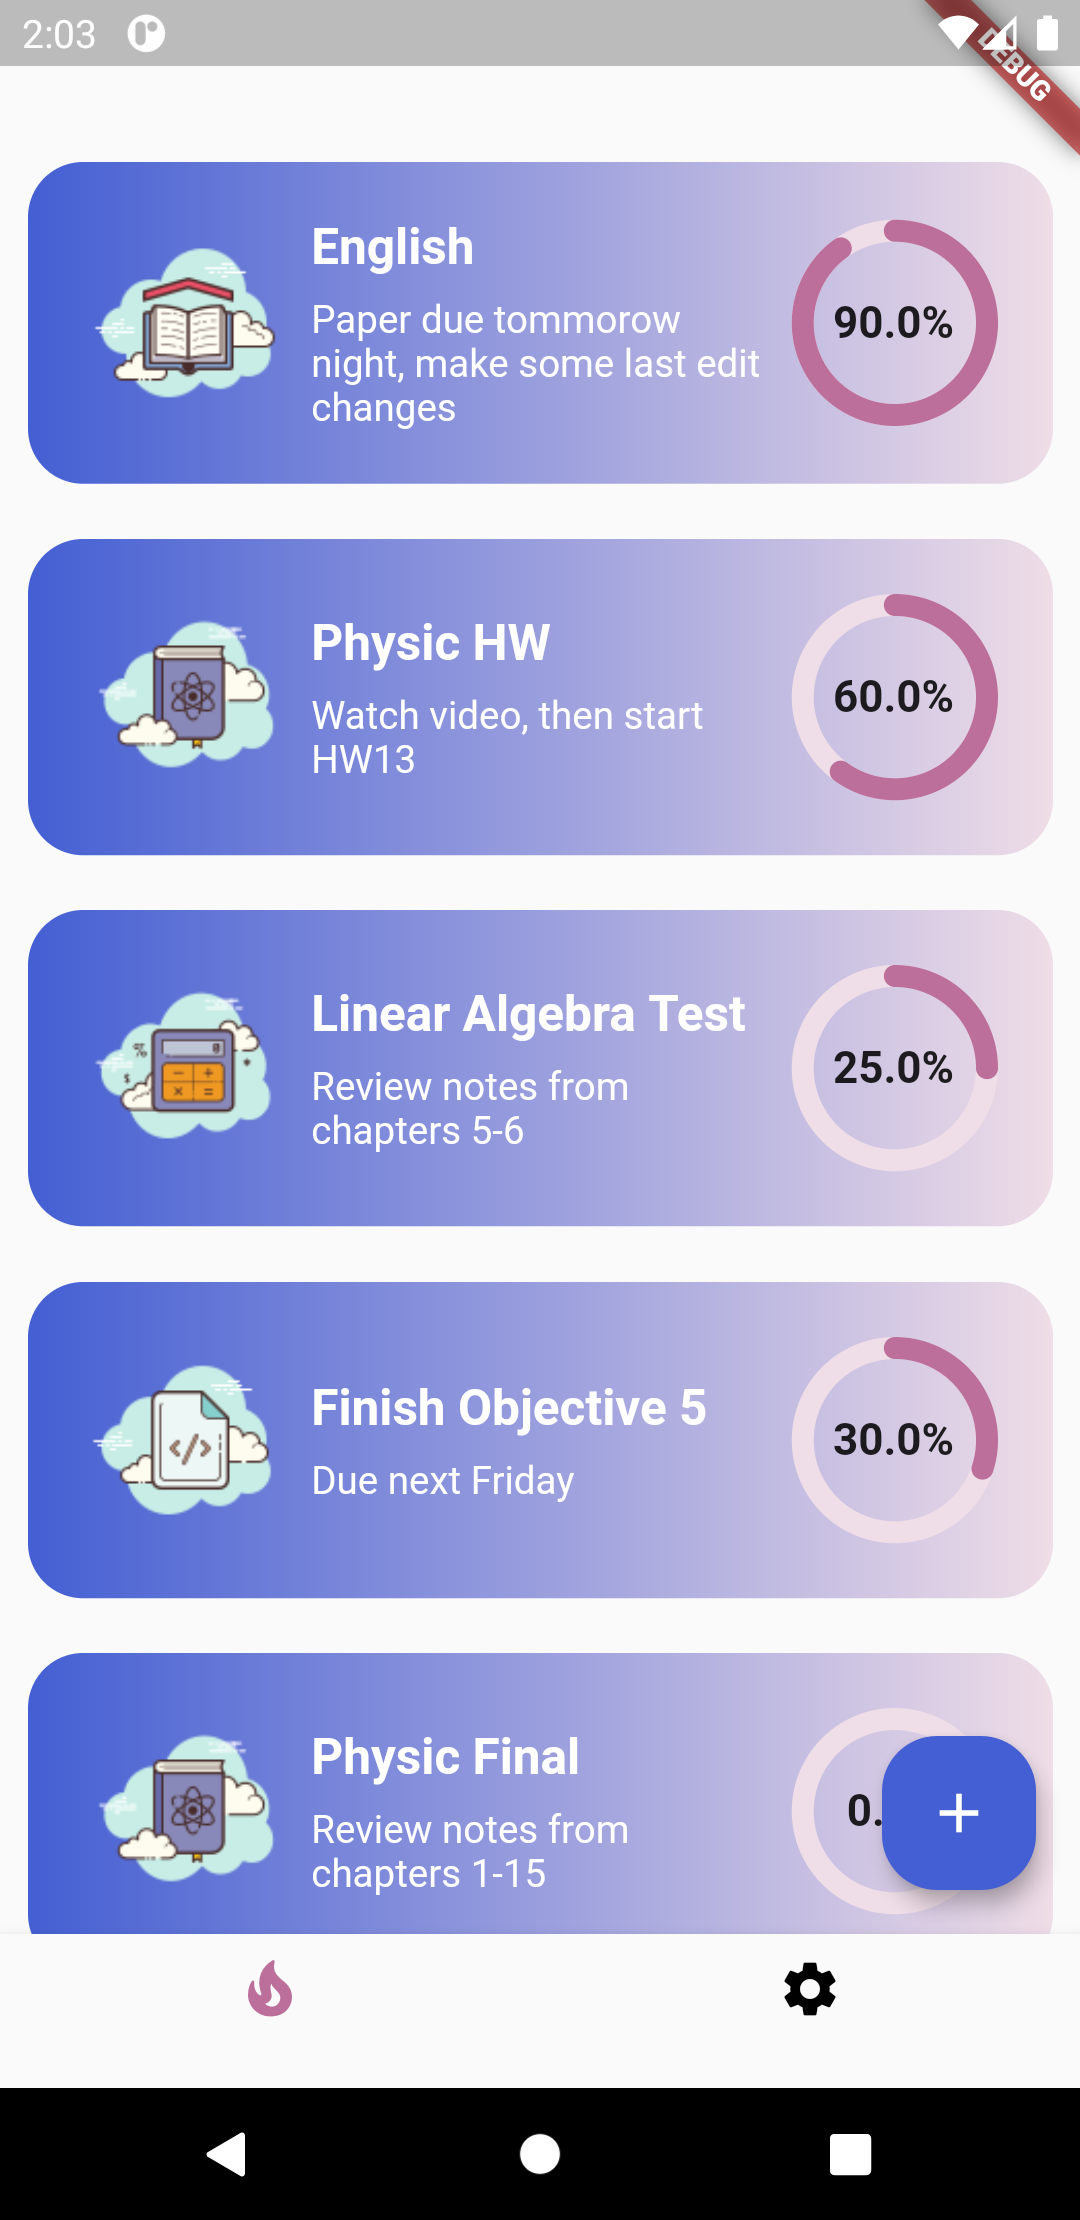 2:03
DEBUG
English
Paper due tommorow
night, make some last edit
changes
90.0%
Physic HW
Watch video, then start
HW13
60.0%
Linear Algebra Test
Review notes from
chapters 5-6
25.0%
Finish Objective 5
Due next Friday
30.0%
Physic Final
Review notes from
chapters 1-15
0.